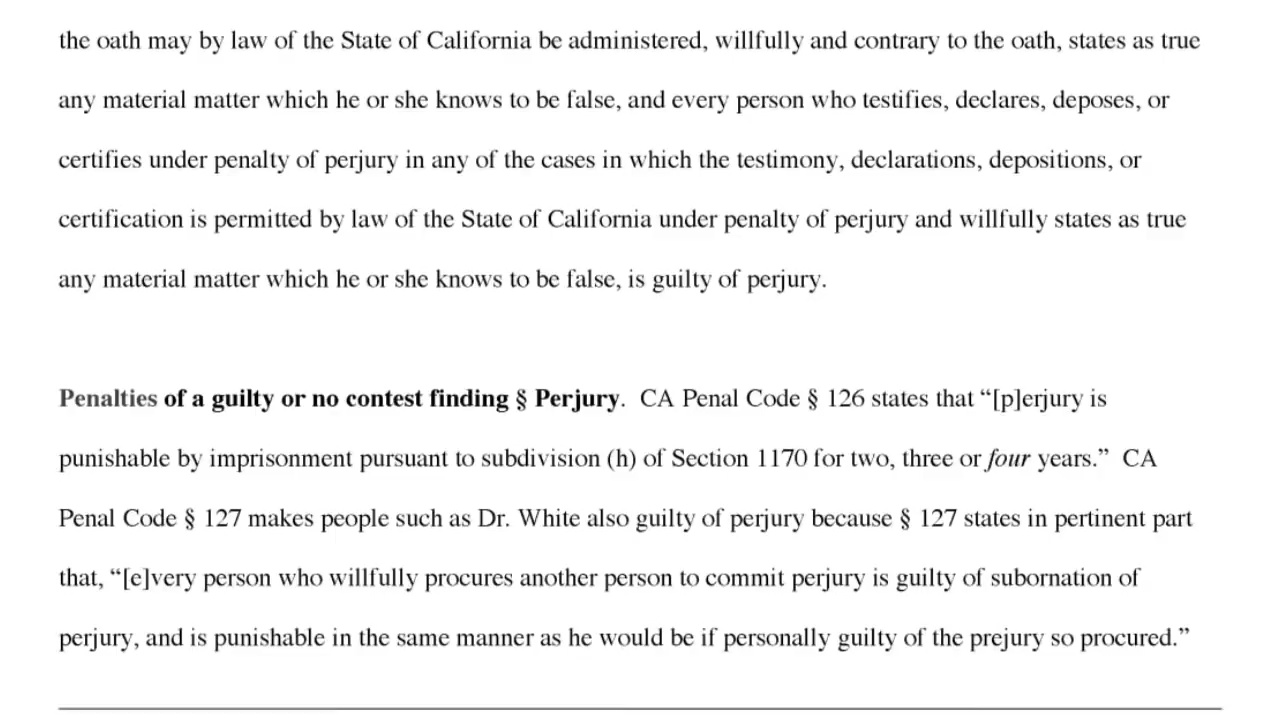 the oath may by law of the State of California be administered, willfully and contrary to the oath, states as true
any material matter which he or she knows to be false, and every person who testifies, declares, deposes, or
certifies under penalty of perjury in any of the cases in which the testimony, declarations, depositions, or
certification is permitted by law of the State of California under penalty of perjury and willfully states as true
any material matter which he or she knows to be false, is guilty of perjury.
Penalties of a guilty or no contest finding § Perjury.  CA Penal Code § 126 states that “[p]erjury is
punishable by imprisonment pursuant to subdivision (h) of Section 1170 for two, three or four years.”  CA
Penal Code § 127 makes people such as Dr. White also guilty of perjury because § 127 states in pertinent part
that, “[e]very person who willfully procures another person to commit perjury is guilty of subornation of
perjury, and is punishable in the same manner as he would be if personally guilty of the prejury so procured.”